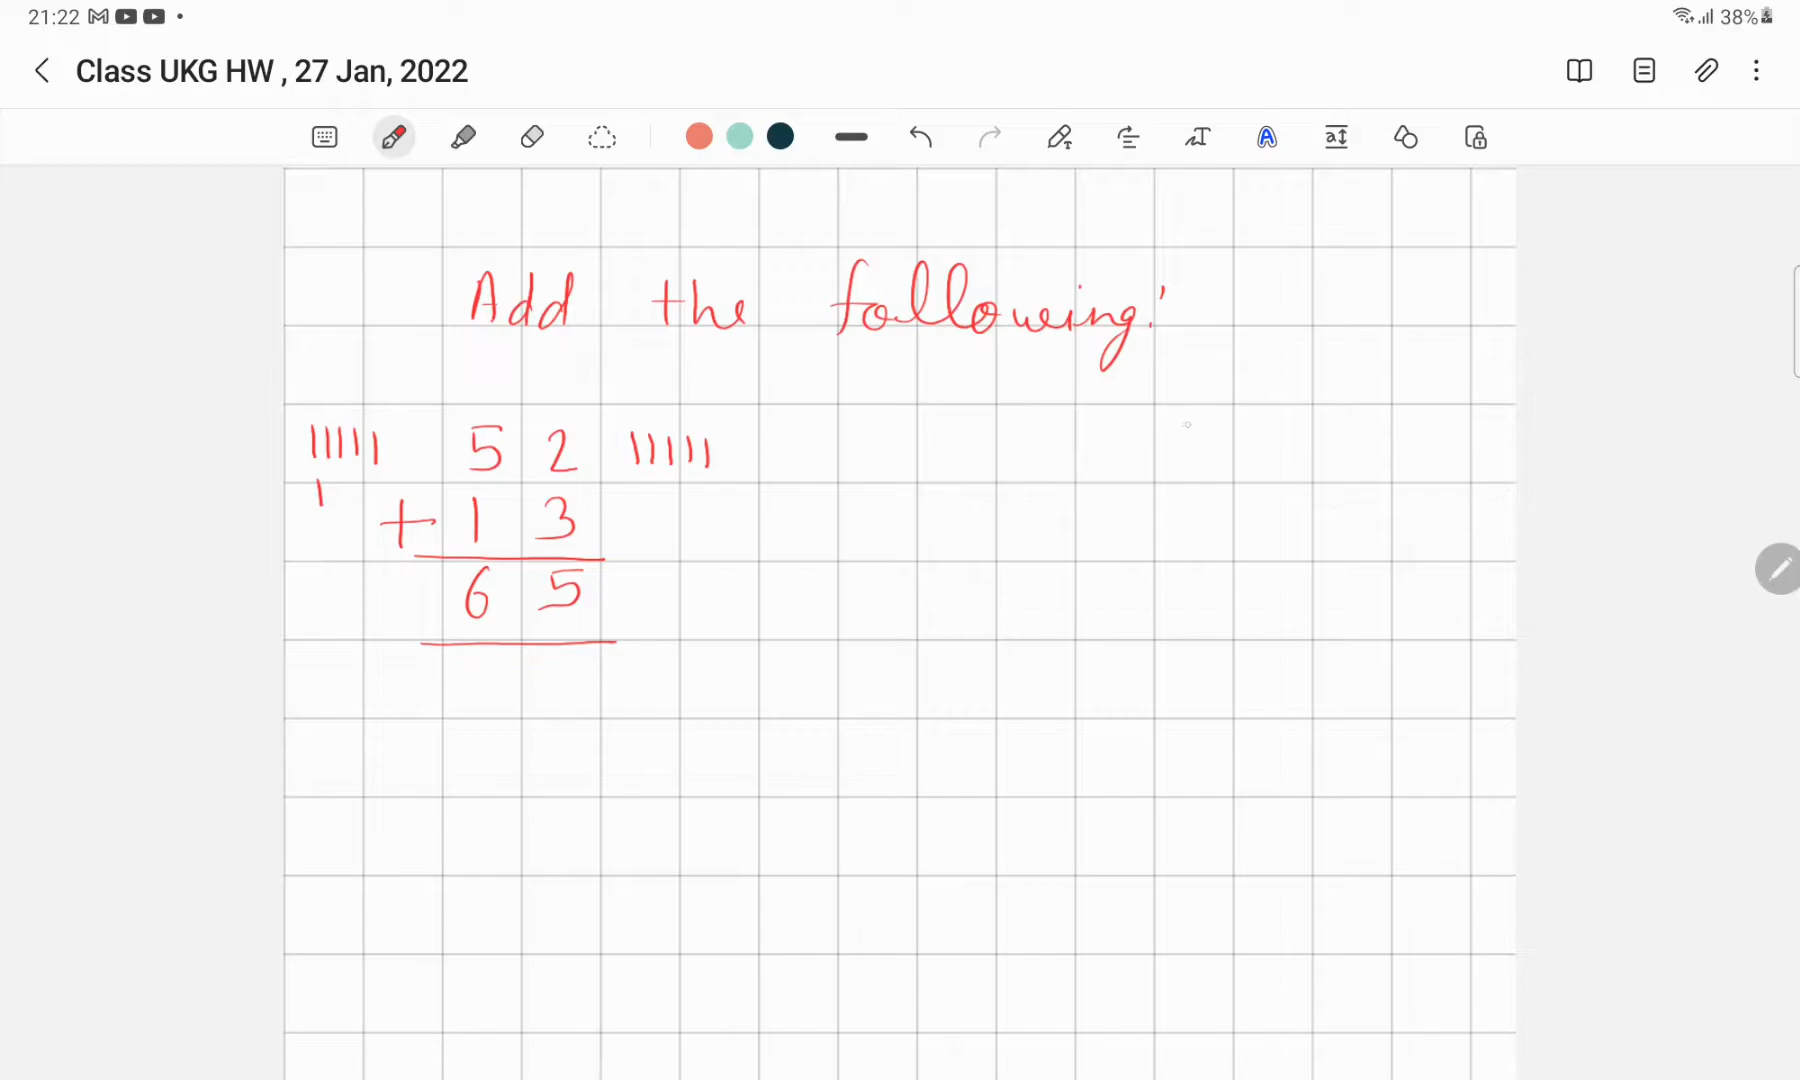 21:22 38%
Class UKG HW , 27 Jan, 2022
Add the following:
5 2
+ 1 3
6 5